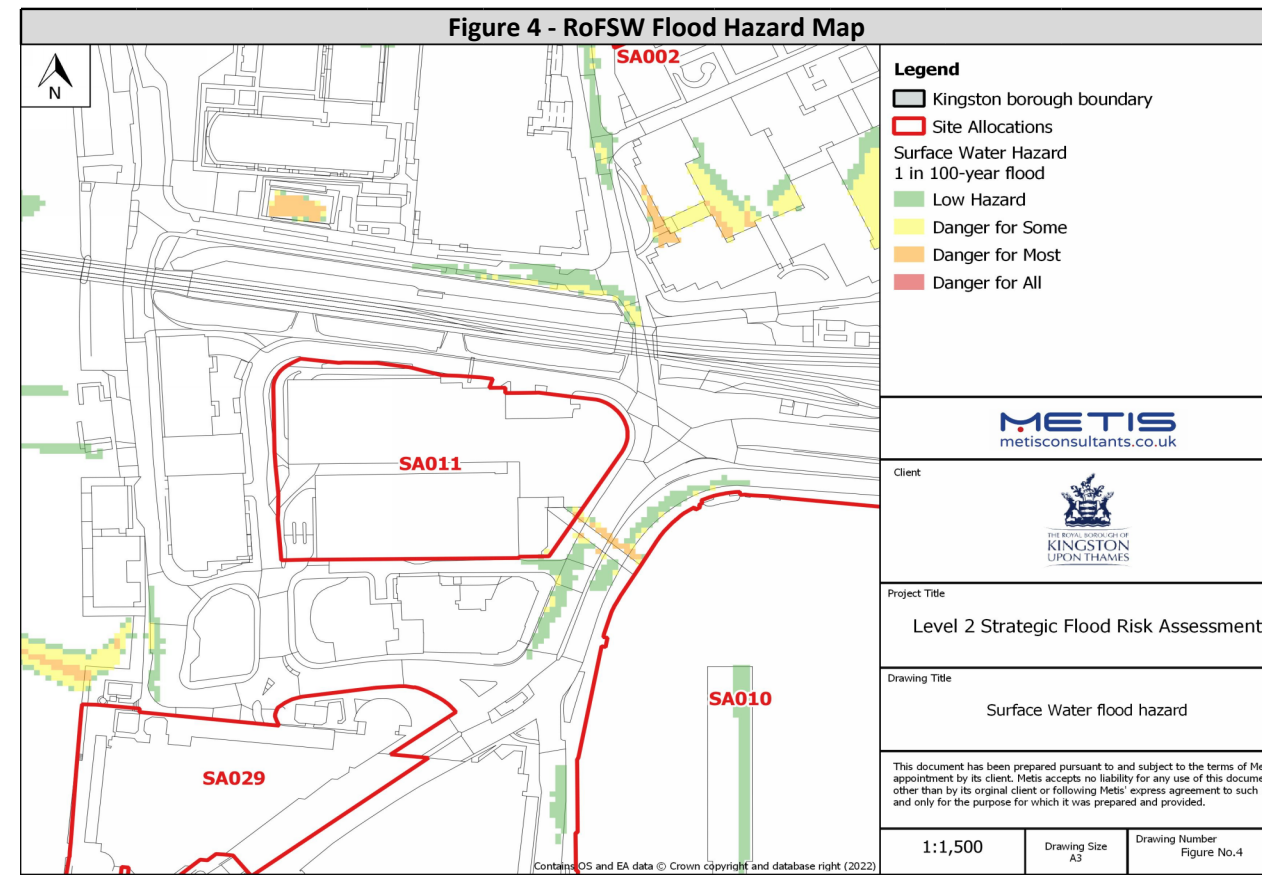 Figure 4 - RoFSW Flood Hazard Map
N
SA002
SA011
SA010
SA029
Contains OS and EA data © Crown copyright and database right (2022)
Legend
Kingston borough boundary
Site Allocations
Surface Water Hazard
1 in 100-year flood
Low Hazard
Danger for Some
Danger for Most
Danger for All
METIS
metisconsultants.co.uk
Client
THE ROYAL BOROUGH OF
KINGSTON
UPON THAMES
Project Title
Level 2 Strategic Flood Risk Assessment
Drawing Title
Surface Water flood hazard
This document has been prepared pursuant to and subject to the terms of Me
appointment by its client. Metis accepts no liability for any use of this docume
other than by its orginal client or following Metis' express agreement to such
and only for the purpose for which it was prepared and provided.
1:1,500
Drawing Size
A3
Drawing Number
Figure No.4